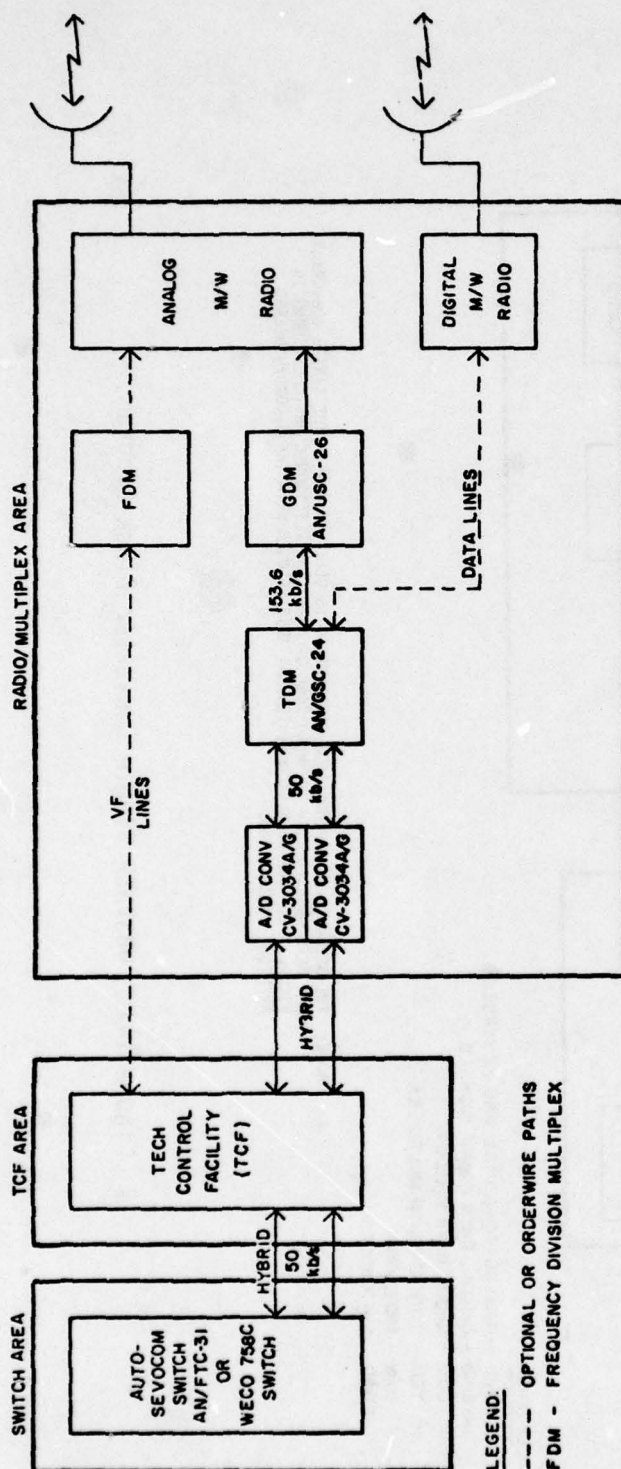 RADIO/MULTIPLEX AREA
ANALOG
M/W
RADIO
DIGITAL
M/W
RADIO
FDM
GDM
AN/USC-26
DATA LINES
153.6
kb/s
VF
LINES
TDM
AN/GSC-24
50
kb/s
A/D CONV
CV-3034A/G
A/D CONV
CV-3034A/G
HYBRID
TCF AREA
TECH
CONTROL
FACILITY
(TCF)
HYBRID
50
kb/s
SWITCH AREA
AUTO-
SEVOCOM
SWITCH
AN/FTC-31
OR
WECO 758C
SWITCH
LEGEND:
---- OPTIONAL OR ORDERWIRE PATHS
FDM - FREQUENCY DIVISION MULTIPLEX